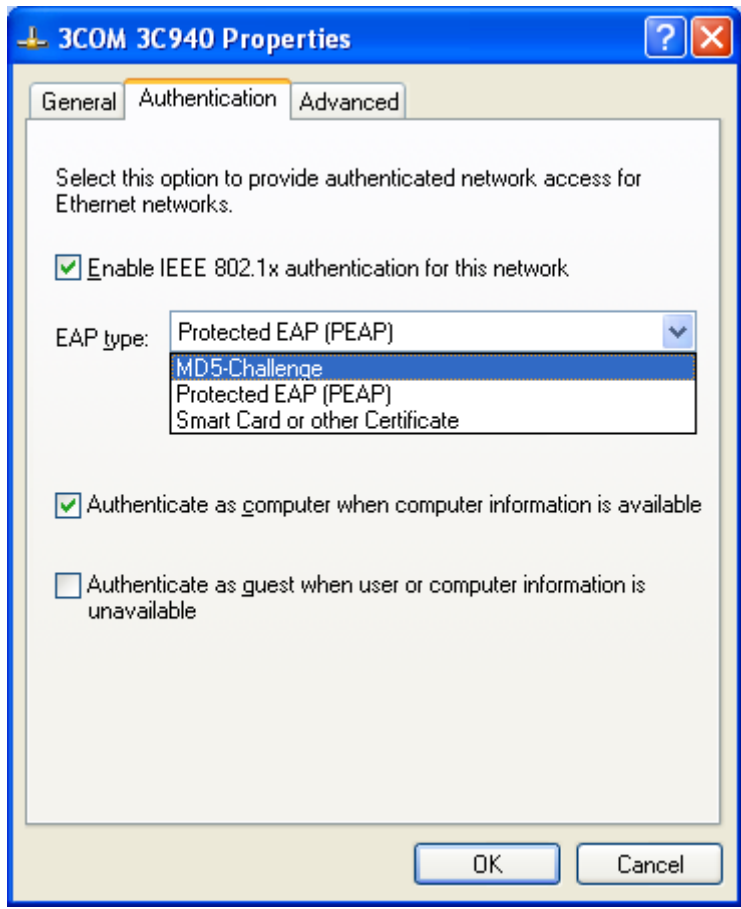 3COM 3C940 Properties
General Authentication Advanced
Select this option to provide authenticated network access for
Ethernet networks.
Enable IEEE 802.1x authentication for this network
EAP type: Protected EAP (PEAP)
MD5-Challenge
Protected EAP (PEAP)
Smart Card or other Certificate
Authenticate as computer when computer information is available
Authenticate as guest when user or computer information is
unavailable
OK Cancel